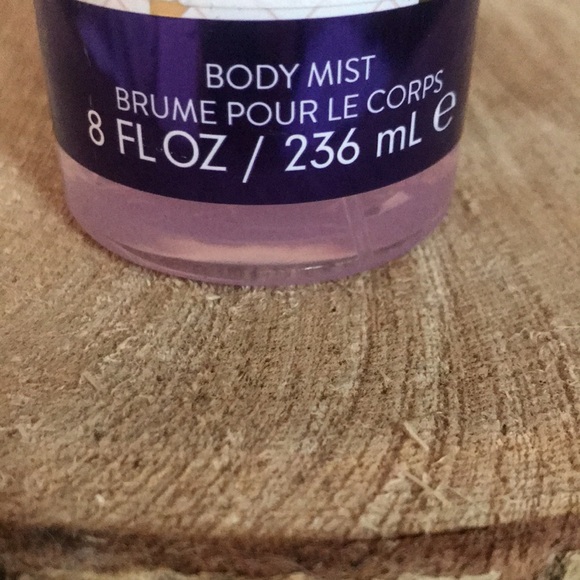 BODY MIST
BRUME POUR LE CORPS
8 FL OZ / 236 mL ℮